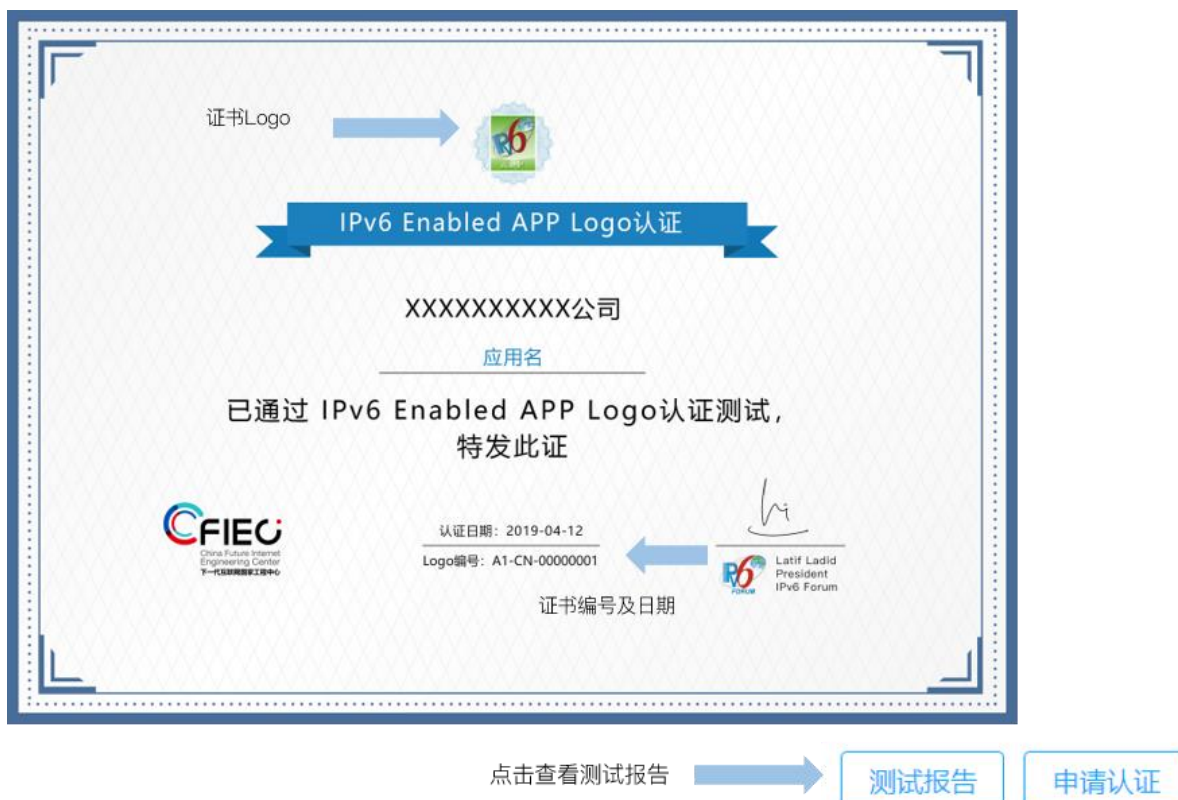 证书Logo
IPv6 Enabled APP Logo认证
XXXXXXXXXX公司
应用名
已通过 IPv6 Enabled APP Logo认证测试，
特发此证
CFIEC
China Future Internet
Engineering Center
下一代互联网国家工程中心
认证日期：2019-04-12
Logo编号：A1-CN-00000001
IPv6
FORUM
Latif Ladid
President
IPv6 Forum
证书编号及日期
点击查看测试报告
测试报告
申请认证